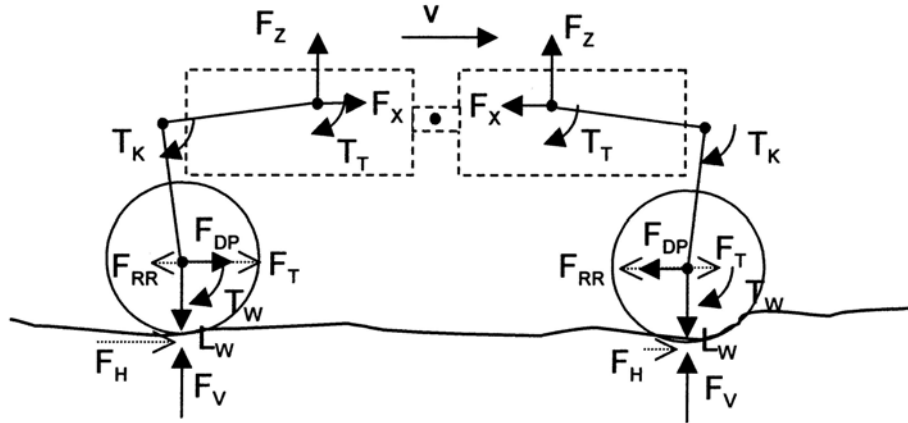 F_Z V F_Z
F_X F_X
T_K T_T T_T T_K
F_DP F_DP F_T
F_RR F_T F_RR
T_W T_W
L_W L_W
F_H F_H
F_V F_V